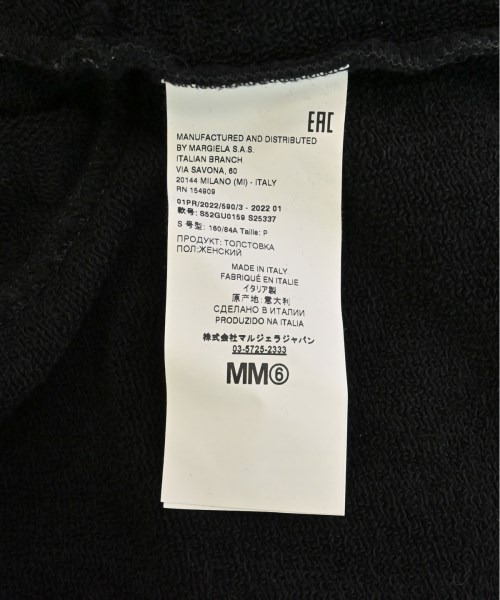 EAC
MANUFACTURED AND DISTRIBUTED
BY MARGIELA S.A.S.
ITALIAN BRANCH
VIA SAVONA, 60
20144 MILANO (MI) - ITALY
RN 154909
01PR/2022/590/3 - 2022 01
款号: S52GU0159 S25337
S 号型: 160/84A Taille: P
ПРОДУКТ: ТОЛСТОВКА
ПОЛ:ЖЕНСКИЙ
MADE IN ITALY
FABRIQUÉ EN ITALIE
イタリア製
原产地:意大利
СДЕЛАНО В ИТАЛИИ
PRODUZIDO NA ITALIA
株式会社マルジェラジャパン
03-5725-2333
MM⑥